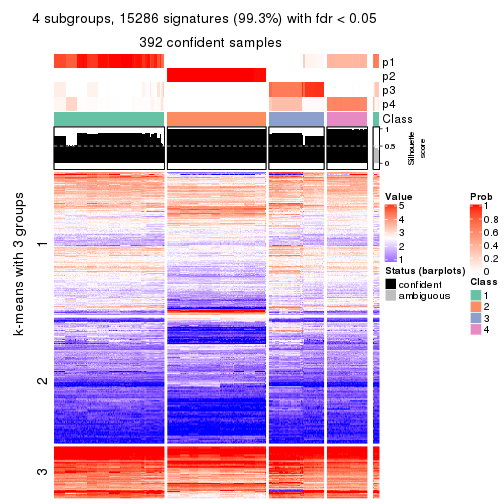 4 subgroups, 15286 signatures (99.3%) with fdr < 0.05
392 confident samples
p1
p2
p3
p4
Class
1
0.5
0
Silhouette
score
k-means with 3 groups
1
2
3
Value
5
4
3
2
1
Status (barplots)
confident
ambiguous
Prob
1
0.8
0.6
0.4
0.2
0
Class
1
2
3
4